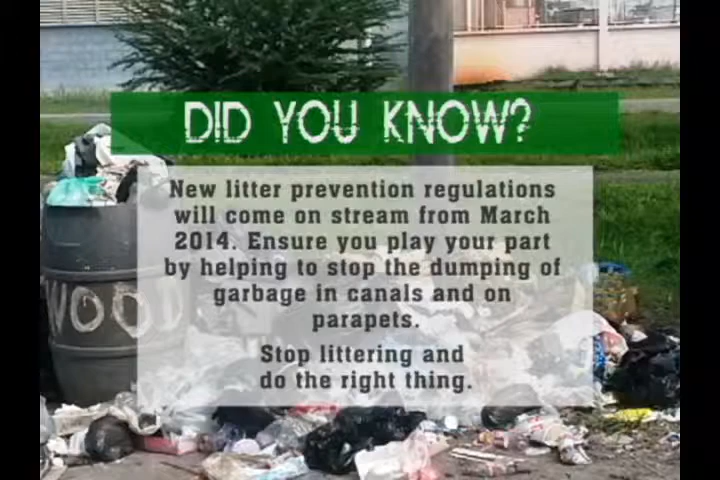 DID YOU KNOW?
New litter prevention regulations
will come on stream from March
2014. Ensure you play your part
by helping to stop the dumping of
garbage in canals and on
parapets.
Stop littering and
do the right thing.
WOOD